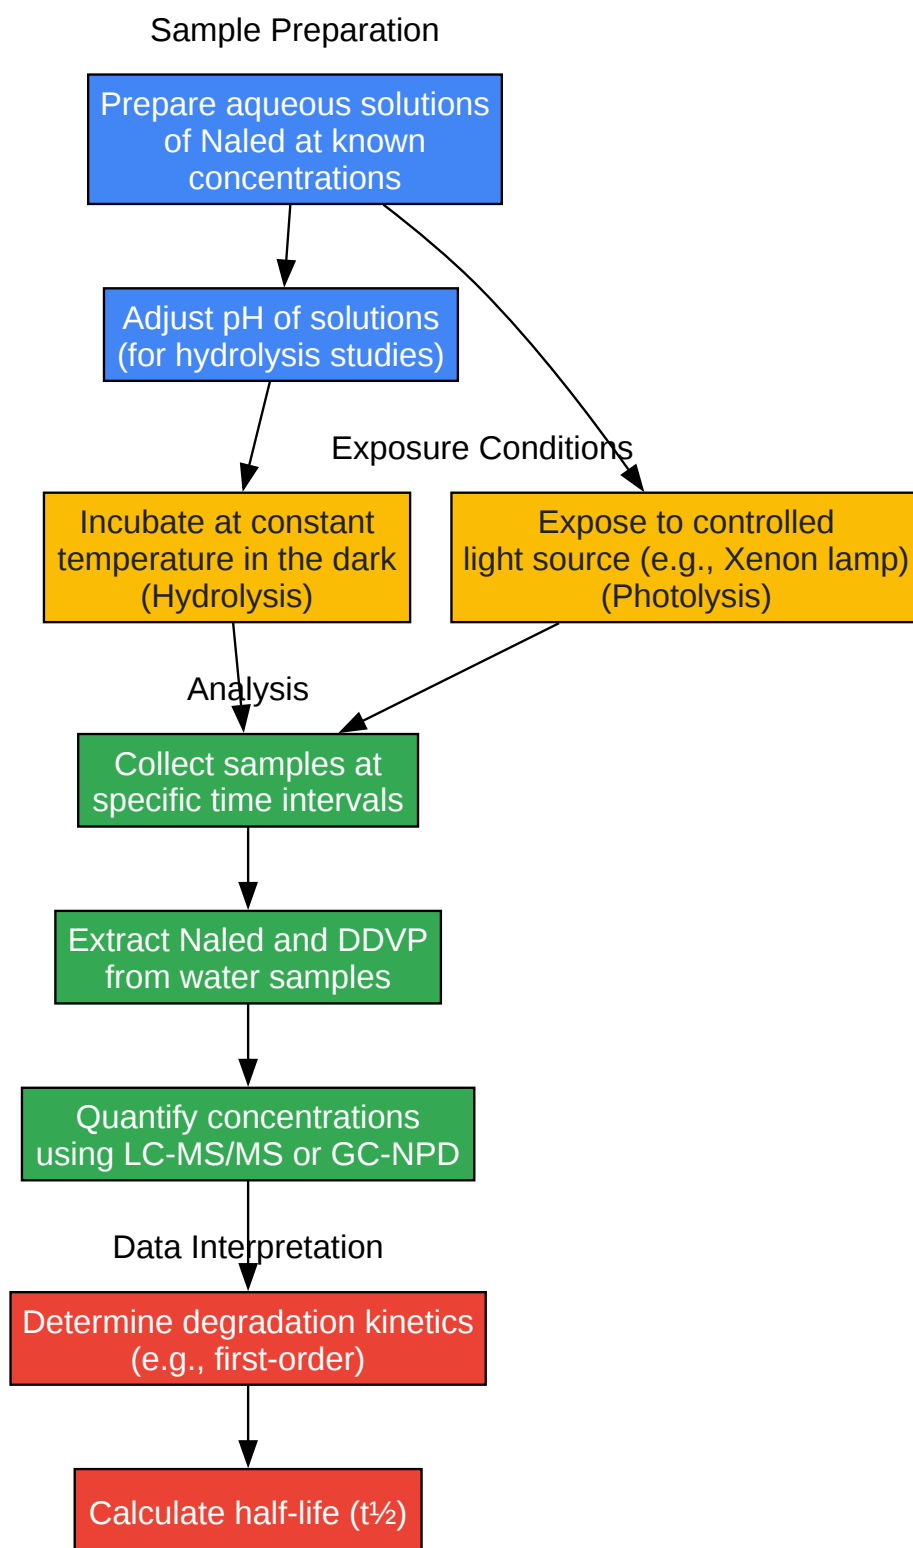 Sample Preparation
Prepare aqueous solutions
of Naled at known
concentrations
Adjust pH of solutions
(for hydrolysis studies)
Exposure Conditions
Incubate at constant
temperature in the dark
(Hydrolysis)
Expose to controlled
light source (e.g., Xenon lamp)
(Photolysis)
Analysis
Collect samples at
specific time intervals
Extract Naled and DDVP
from water samples
Quantify concentrations
using LC-MS/MS or GC-NPD
Data Interpretation
Determine degradation kinetics
(e.g., first-order)
Calculate half-life (t½)